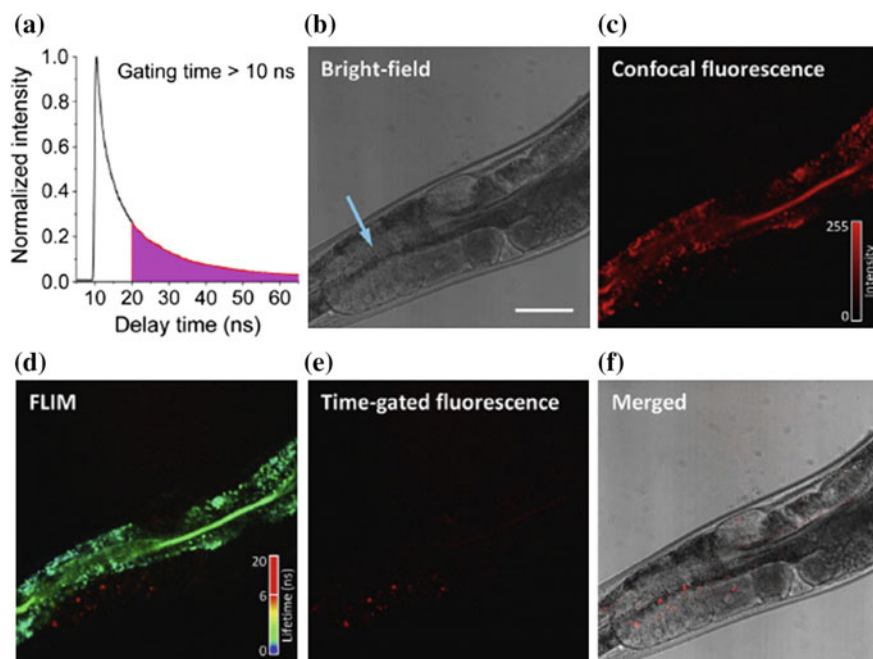 (a)
Normalized intensity
1.0
0.8
0.6
0.4
0.2
0.0
Gating time > 10 ns
10 20 30 40 50 60
Delay time (ns)
(b)
Bright-field
(c)
Confocal fluorescence
255
0
Intensity
(d)
FLIM
20
6
0
Lifetime (ns)
(e)
Time-gated fluorescence
(f)
Merged